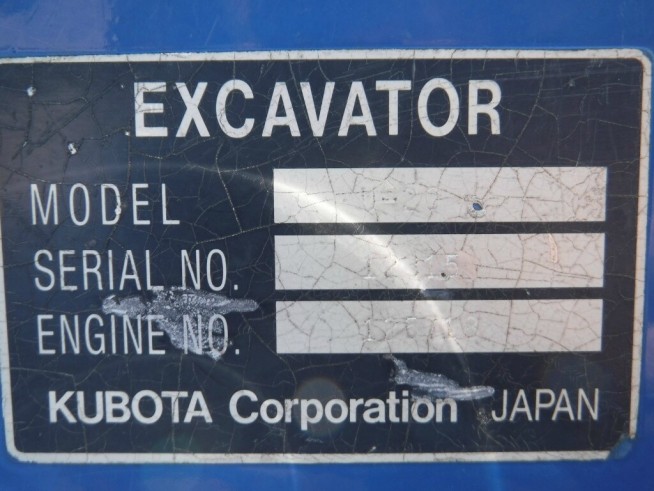 EXCAVATOR
MODEL
SERIAL NO.
ENGINE NO.
KUBOTA Corporation JAPAN